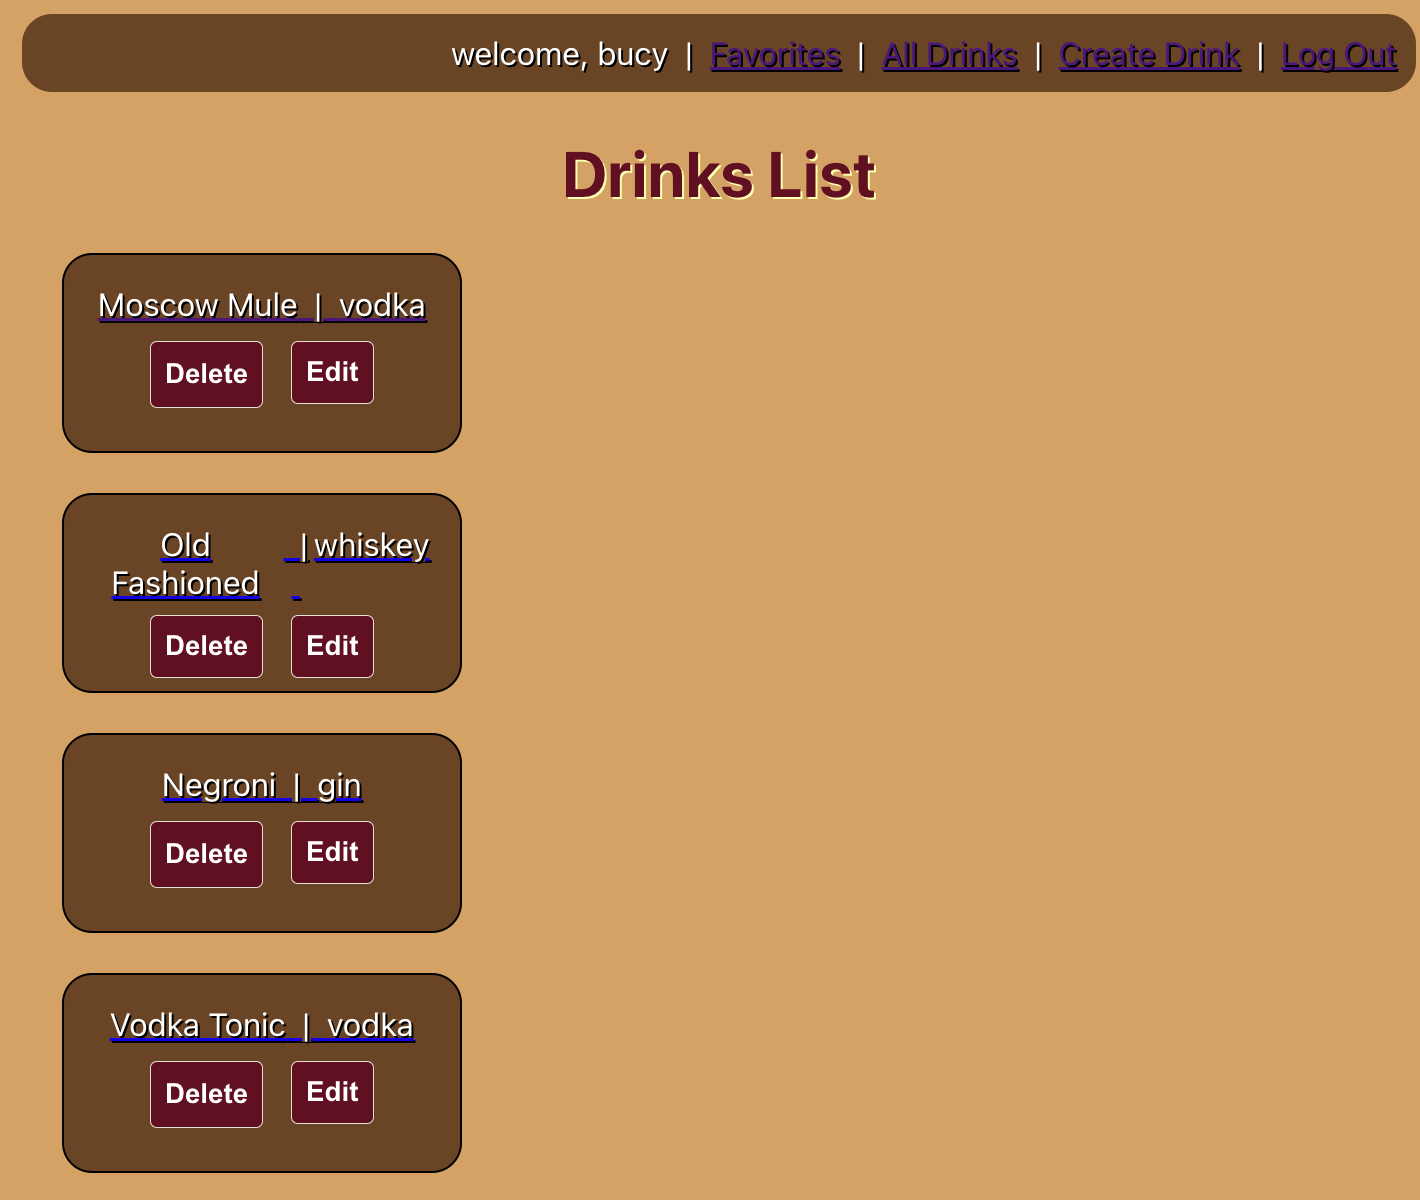 welcome, bucy | Favorites | All Drinks | Create Drink | Log Out
Drinks List
Moscow Mule | vodka
Delete Edit
Old | whiskey
Fashioned
Delete Edit
Negroni | gin
Delete Edit
Vodka Tonic | vodka
Delete Edit